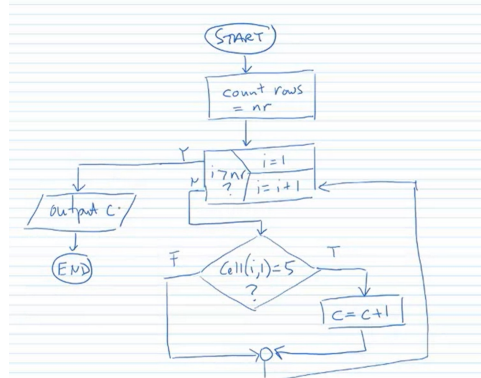 START
count rows
= nr
Y
i>nr
?
i=1
i=i+1
N
output c.
END
F
Cell(i,1)=5
?
T
C=C+1